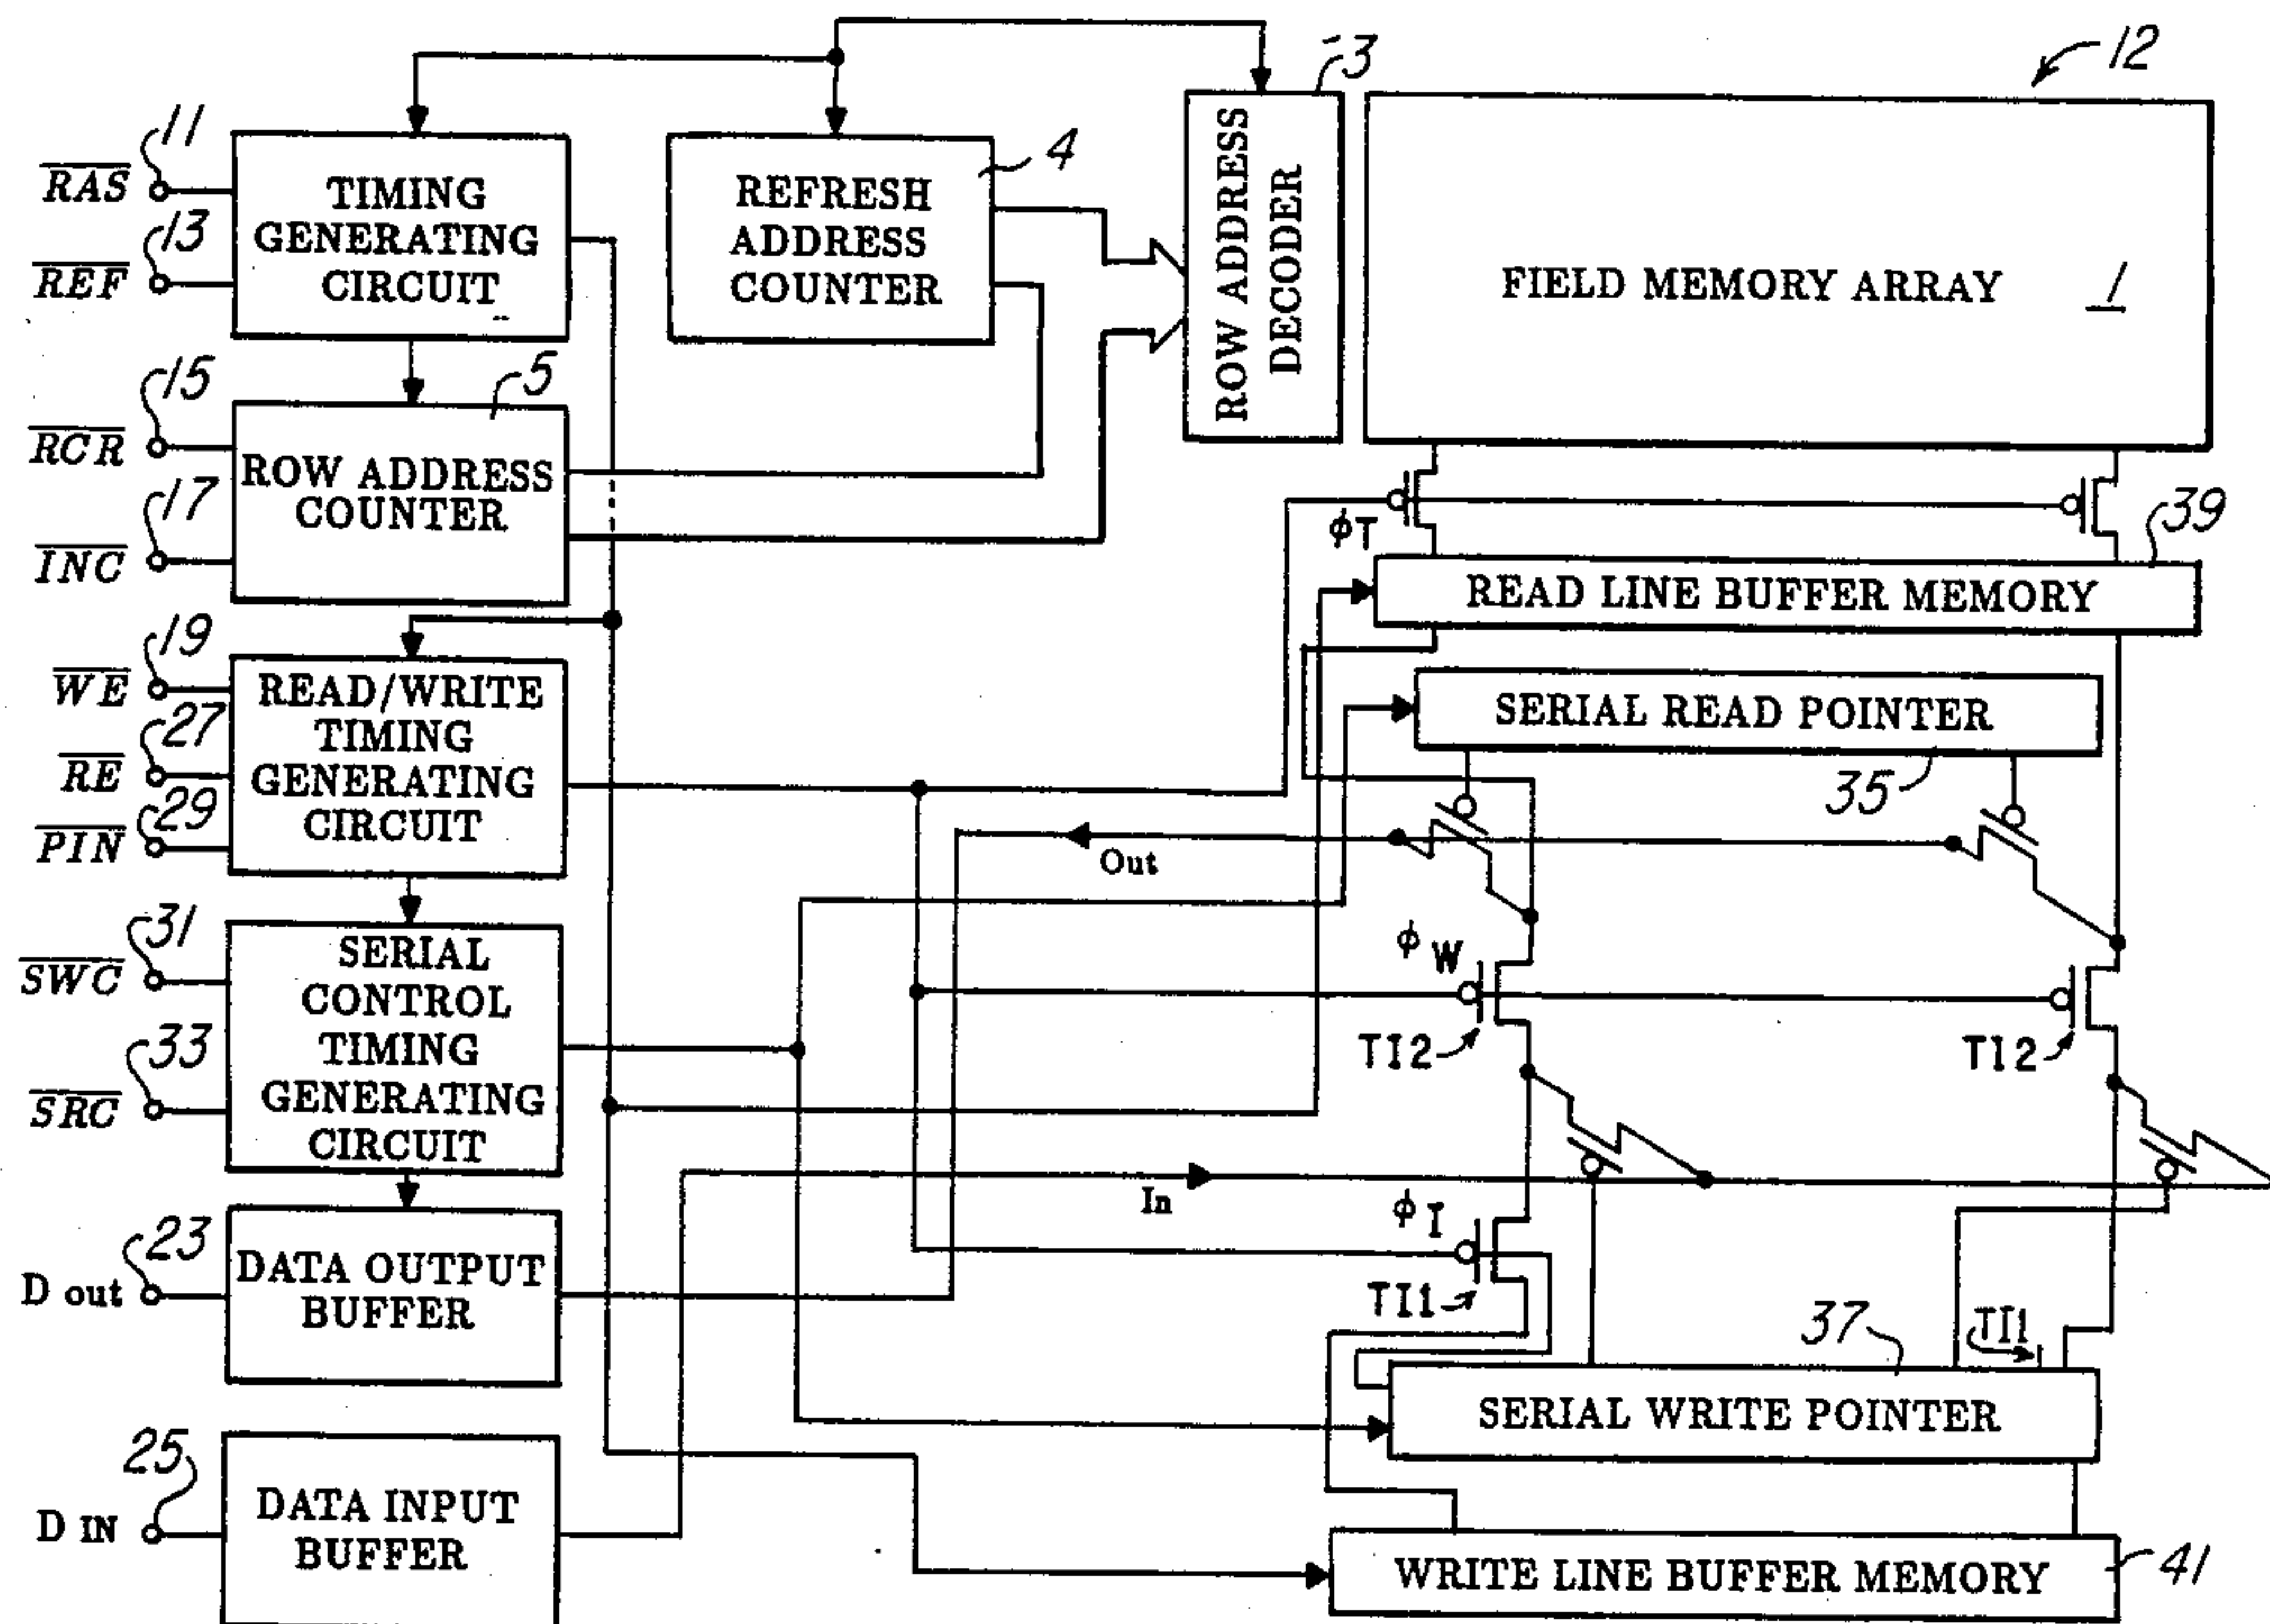 12
3
11
RAS
TIMING
GENERATING
CIRCUIT
13
REF
4
REFRESH
ADDRESS
COUNTER
ROW ADDRESS
DECODER
FIELD MEMORY ARRAY 1
15
RCR
5
ROW ADDRESS
COUNTER
17
INC
φT
39
READ LINE BUFFER MEMORY
19
WE
27
RE
29
PIN
READ/WRITE
TIMING
GENERATING
CIRCUIT
SERIAL READ POINTER
35
Out
31
SWC
33
SRC
SERIAL
CONTROL
TIMING
GENERATING
CIRCUIT
φW
TI2
TI2
In
φI
TI1
23
D out
DATA OUTPUT
BUFFER
37
TI1
SERIAL WRITE POINTER
25
D IN
DATA INPUT
BUFFER
WRITE LINE BUFFER MEMORY
41